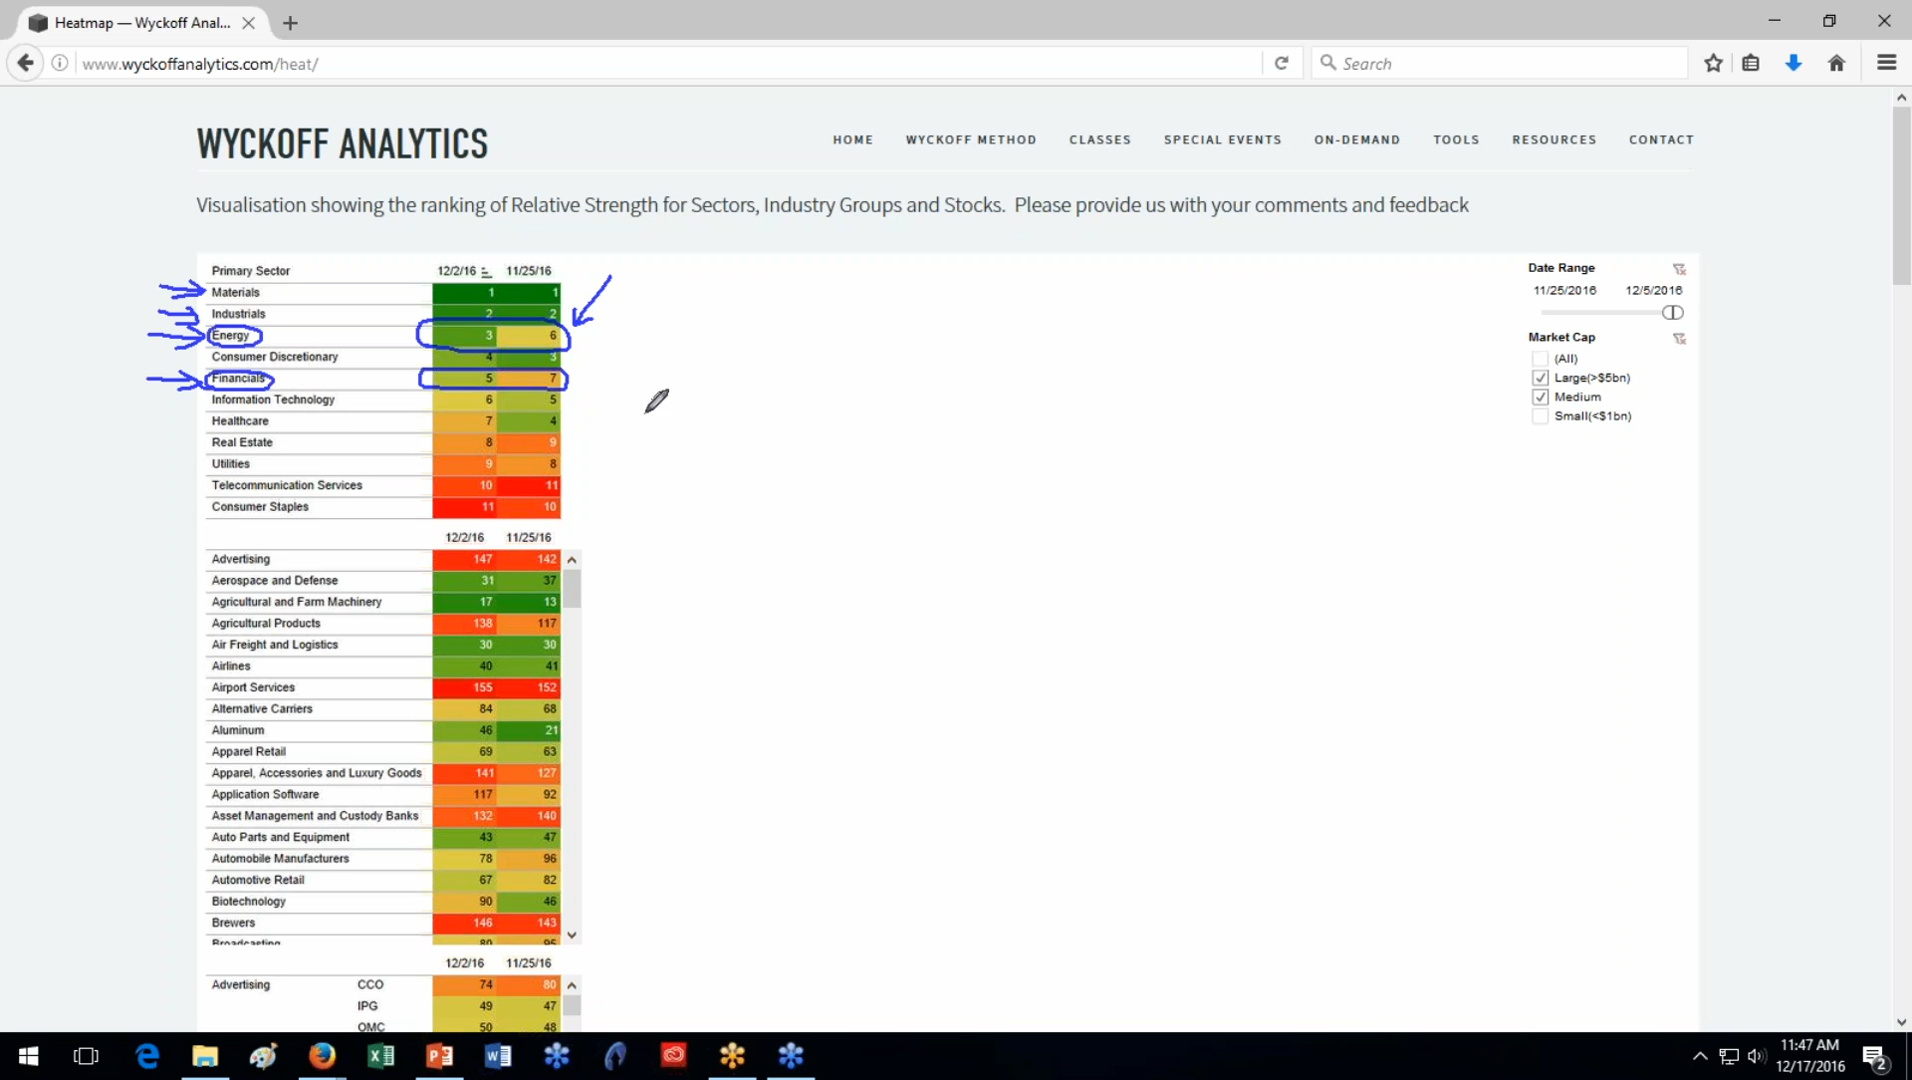 Heatmap — Wyckoff Anal...
www.wyckoffanalytics.com/heat/
Search
WYCKOFF ANALYTICS
HOME WYCKOFF METHOD CLASSES SPECIAL EVENTS ON-DEMAND TOOLS RESOURCES CONTACT
Visualisation showing the ranking of Relative Strength for Sectors, Industry Groups and Stocks. Please provide us with your comments and feedback
Primary Sector 12/2/16 11/25/16
Materials 1 1
Industrials 2 2
Energy 3 6
Consumer Discretionary 4 3
Financials 5 7
Information Technology 6 5
Healthcare 7 4
Real Estate 8 9
Utilities 9 8
Telecommunication Services 10 11
Consumer Staples 11 10
Date Range
11/25/2016 12/5/2016
Market Cap
(All)
Large(>$5bn)
Medium
Small(<$1bn)
12/2/16 11/25/16
Advertising 147 142
Aerospace and Defense 31 37
Agricultural and Farm Machinery 17 13
Agricultural Products 138 117
Air Freight and Logistics 30 30
Airlines 40 41
Airport Services 155 152
Alternative Carriers 84 68
Aluminum 46 21
Apparel Retail 69 63
Apparel, Accessories and Luxury Goods 141 127
Application Software 117 92
Asset Management and Custody Banks 132 140
Auto Parts and Equipment 43 47
Automobile Manufacturers 78 96
Automotive Retail 67 82
Biotechnology 90 46
Brewers 146 143
Broadcasting 80 95
12/2/16 11/25/16
Advertising CCO 74 80
IPG 49 47
OMC 50 48
11:47 AM
12/17/2016
2